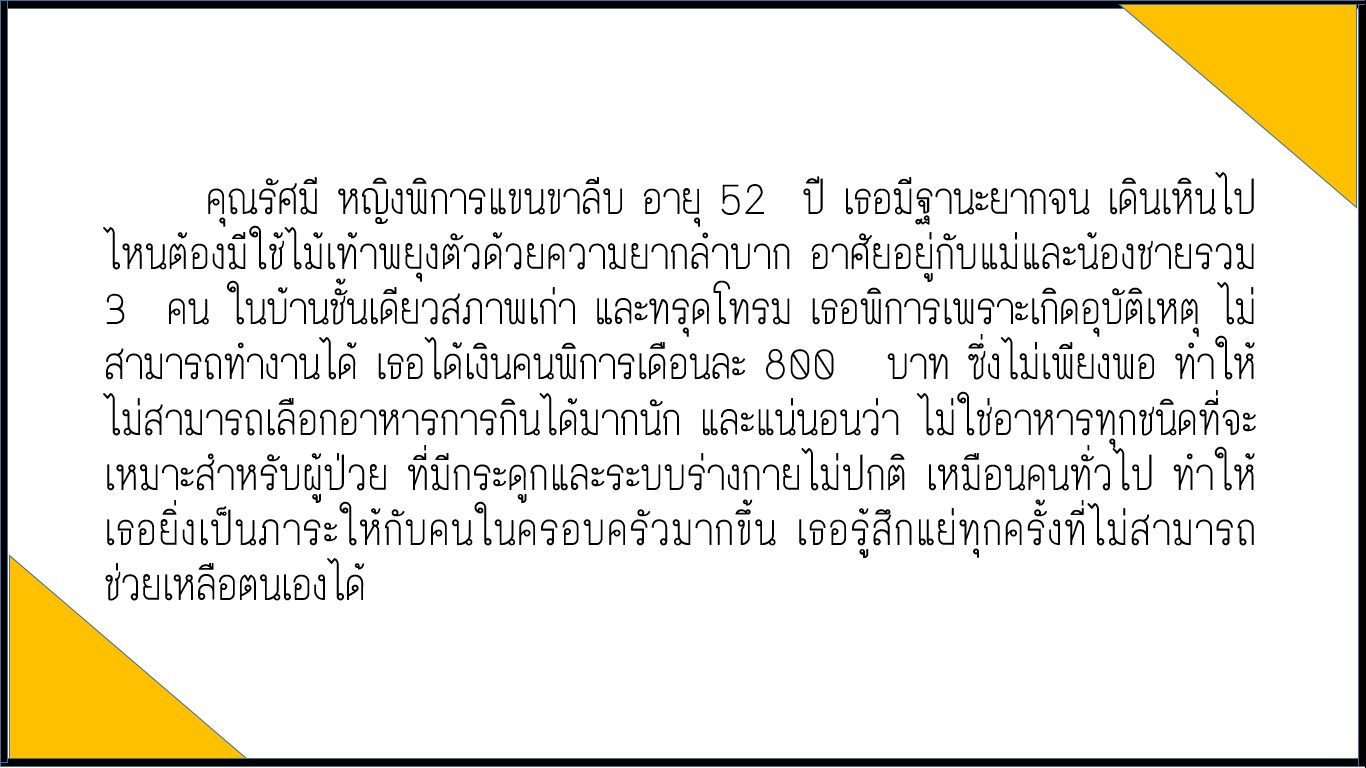 คุณรัศมี หญิงพิการแขนขาลีบ อายุ 52 ปี เธอมีฐานะยากจน เดินเหินไป
ไหนต้องมีใช้ไม้เท้าพยุงตัวด้วยความยากลำบาก อาศัยอยู่กับแม่และน้องชายรวม
3 คน ในบ้านชั้นเดียวสภาพเก่า และทรุดโทรม เธอพิการเพราะเกิดอุบัติเหตุ ไม่
สามารถทำงานได้ เธอได้เงินคนพิการเดือนละ 800 บาท ซึ่งไม่เพียงพอ ทำให้
ไม่สามารถเลือกอาหารการกินได้มากนัก และแน่นอนว่า ไม่ใช่อาหารทุกชนิดที่จะ
เหมาะสำหรับผู้ป่วย ที่มีกระดูกและระบบร่างกายไม่ปกติ เหมือนคนทั่วไป ทำให้
เธอยิ่งเป็นภาระให้กับคนในครอบครัวมากขึ้น เธอรู้สึกแย่ทุกครั้งที่ไม่สามารถ
ช่วยเหลือตนเองได้